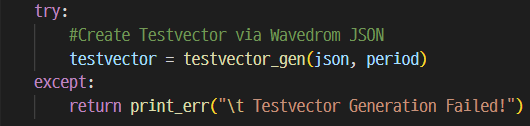 try:
#Create Testvector via Wavedrom JSON
testvector = testvector_gen(json, period)
except:
return print_err("\t Testvector Generation Failed!")